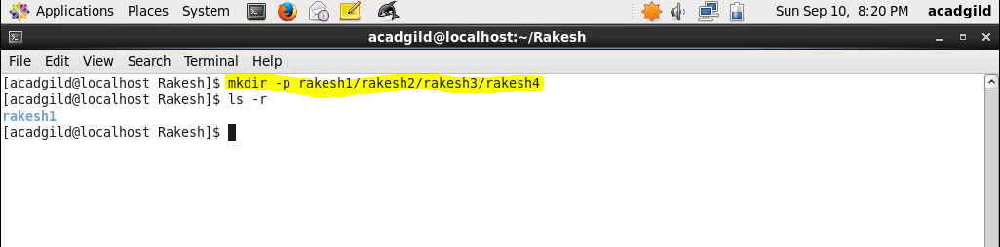 Applications Places System Sun Sep 10, 8:20 PM acadgild
acadgild@localhost:~/Rakesh
File Edit View Search Terminal Help
[acadgild@localhost Rakesh]$ mkdir -p rakesh1/rakesh2/rakesh3/rakesh4
[acadgild@localhost Rakesh]$ ls -r
rakesh1
[acadgild@localhost Rakesh]$